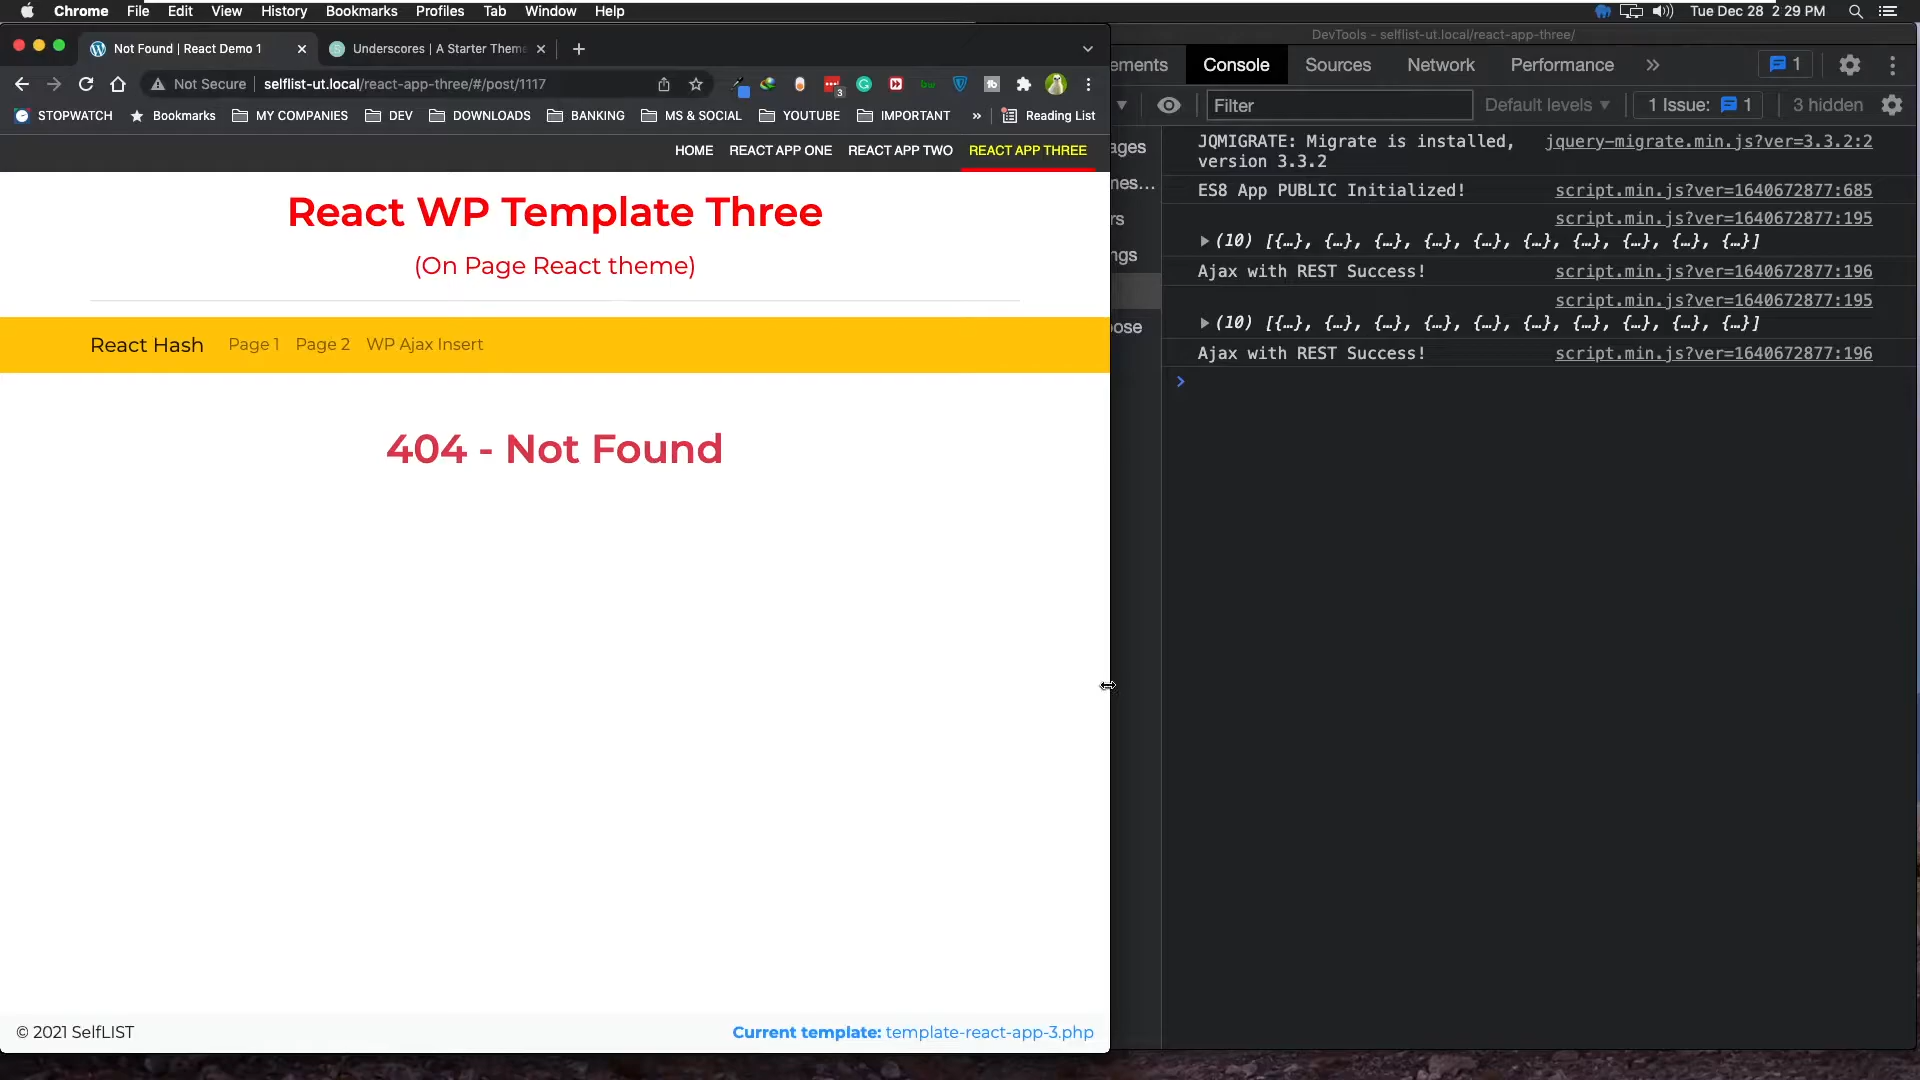 Chrome File Edit View History Bookmarks Profiles Tab Window Help
Tue Dec 28 2:29 PM
Not Found | React Demo 1
Underscores | A Starter Theme
DevTools - selflist-ut.local/react-app-three/
ements Console Sources Network Performance » 1
Not Secure selflist-ut.local/react-app-three/#/post/1117
3
Filter Default levels 1 Issue: 1 3 hidden
STOPWATCH Bookmarks MY COMPANIES DEV DOWNLOADS BANKING MS & SOCIAL YOUTUBE IMPORTANT » Reading List
HOME REACT APP ONE REACT APP TWO REACT APP THREE
React WP Template Three
(On Page React theme)
React Hash Page 1 Page 2 WP Ajax Insert
404 - Not Found
© 2021 SelfLIST
Current template: template-react-app-3.php
ages
nes...
rs
ngs
ose
JQMIGRATE: Migrate is installed, jquery-migrate.min.js?ver=3.3.2:2
version 3.3.2
ES8 App PUBLIC Initialized! script.min.js?ver=1640672877:685
script.min.js?ver=1640672877:195
(10) [{…}, {…}, {…}, {…}, {…}, {…}, {…}, {…}, {…}, {…}]
Ajax with REST Success! script.min.js?ver=1640672877:196
script.min.js?ver=1640672877:195
(10) [{…}, {…}, {…}, {…}, {…}, {…}, {…}, {…}, {…}, {…}]
Ajax with REST Success! script.min.js?ver=1640672877:196